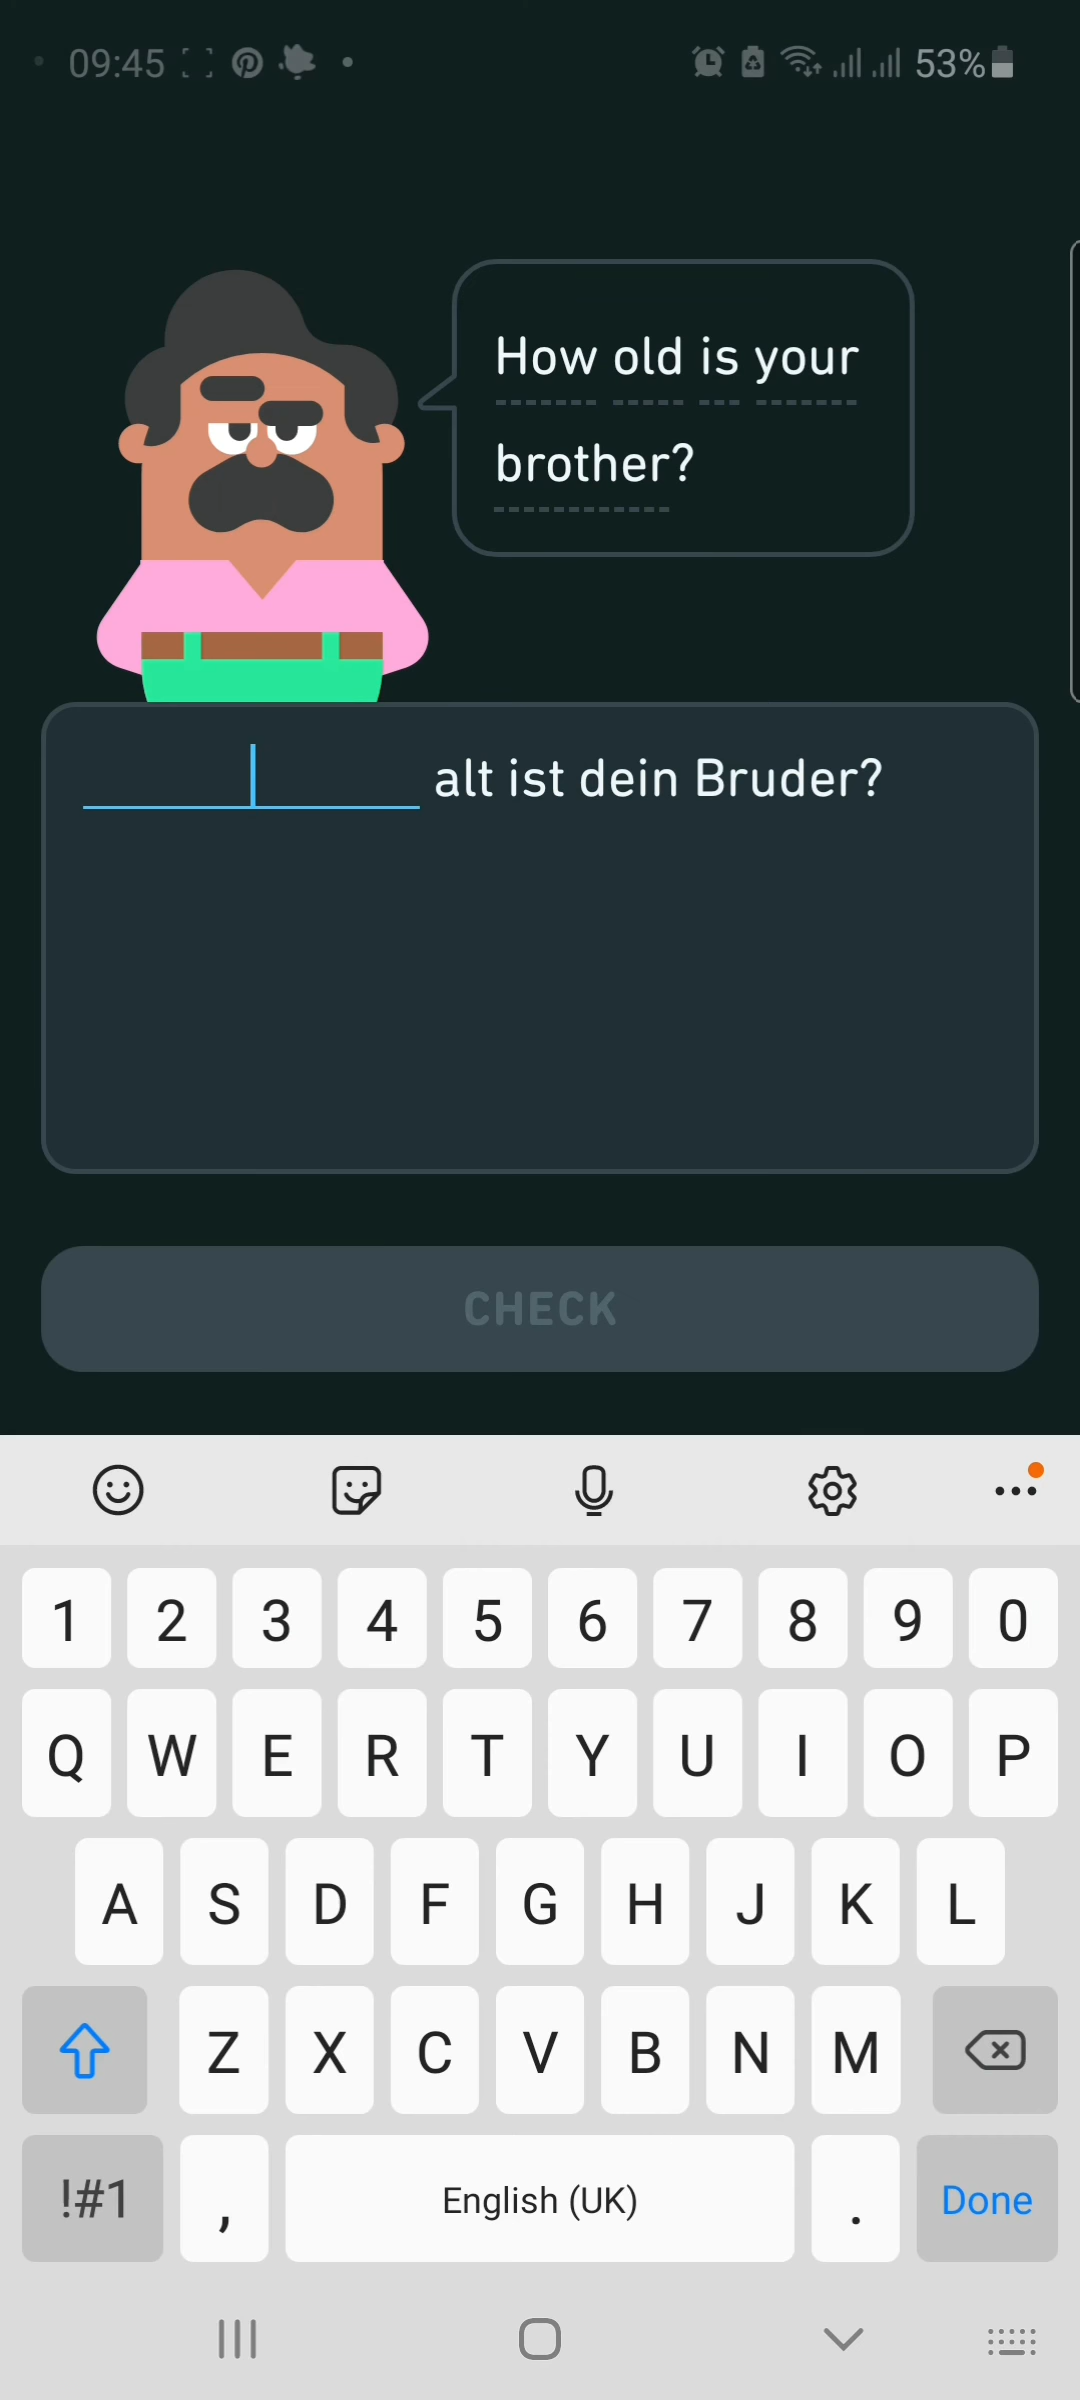 09:45
53%
How old is your
brother?
alt ist dein Bruder?
CHECK
1 2 3 4 5 6 7 8 9 0
Q W E R T Y U I O P
A S D F G H J K L
Z X C V B N M
!#1 , English (UK) . Done